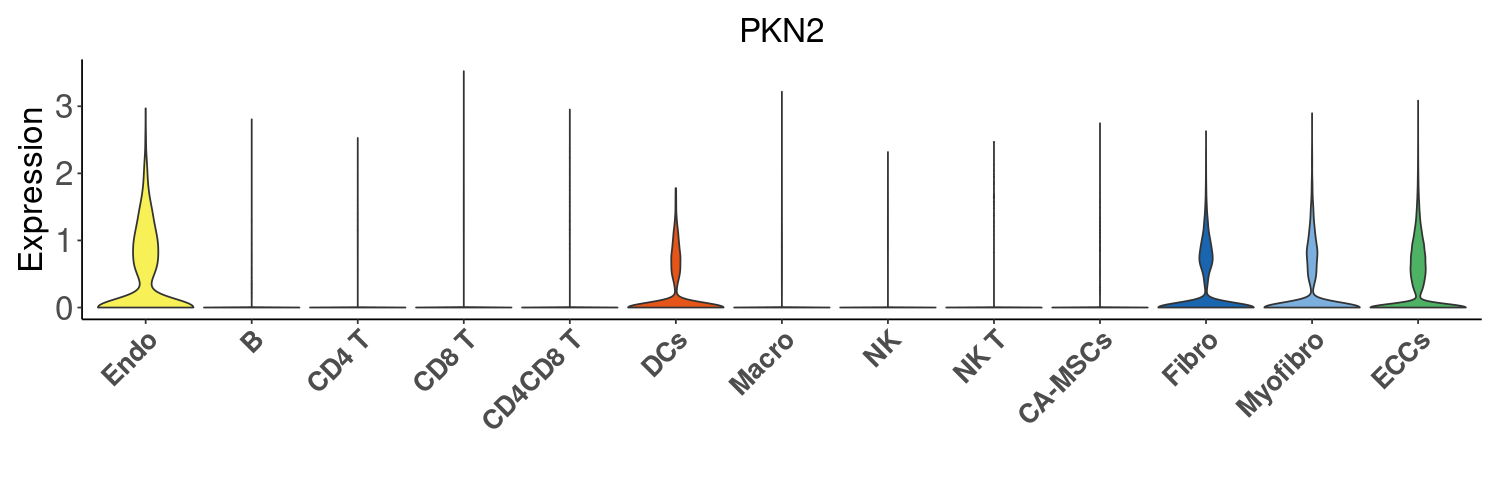 PKN2
Expression
3
2
1
0
Endo
B
CD4 T
CD8 T
CD4CD8 T
DCs
Macro
NK
NK T
CA-MSCs
Fibro
Myofibro
ECCs